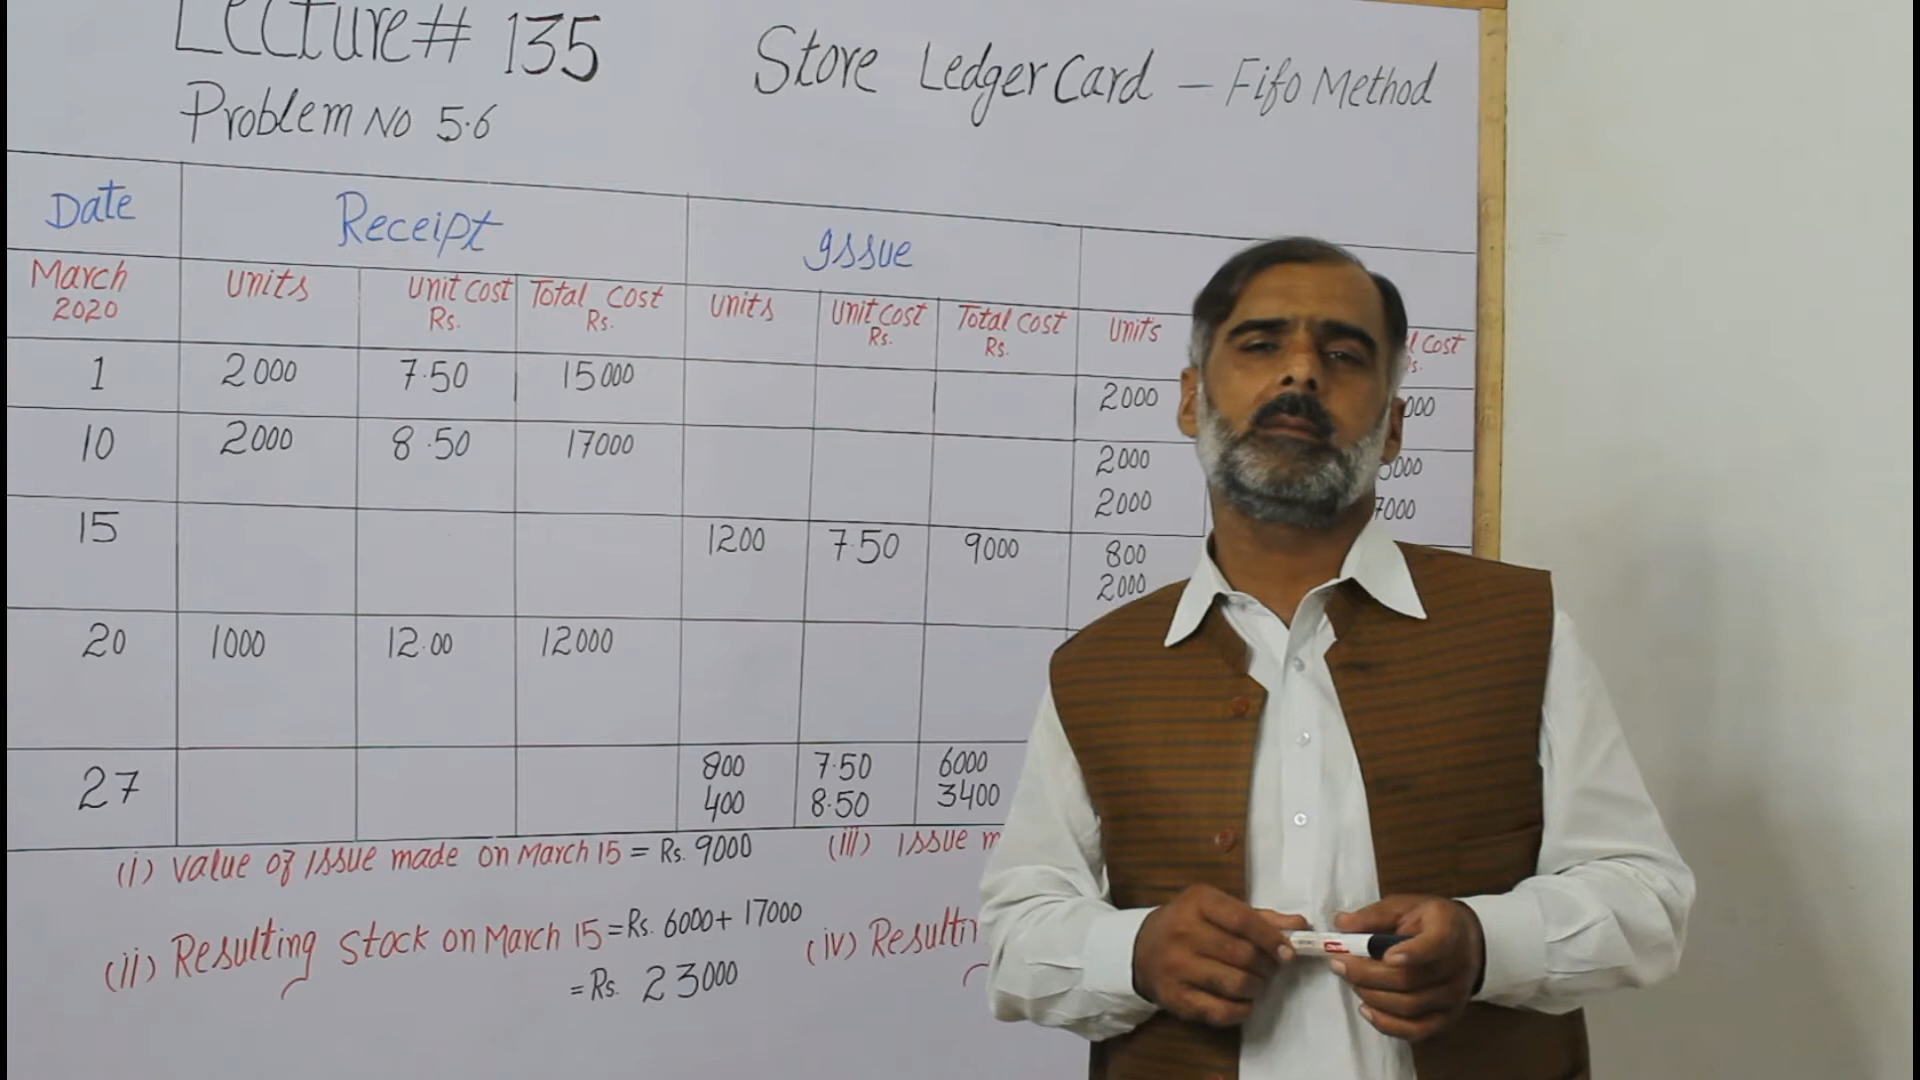 Lecture # 135
Store Ledger Card – Fifo Method
Problem No 5.6
Date Receipt Issue
March 2020 units unit cost Rs. Total cost Rs. units unit cost Rs. Total cost Rs. units cost
1 2000 7.50 15000 2000
10 2000 8.50 17000 2000
2000
15 1200 7.50 9000 800
2000
20 1000 12.00 12000
27 800 7.50 6000
400 8.50 3400
(i) Value of Issue made on March 15 = Rs. 9000 (iii) Issue
(ii) Resulting Stock on March 15 = Rs. 6000 + 17000 (iv)
= Rs. 23000